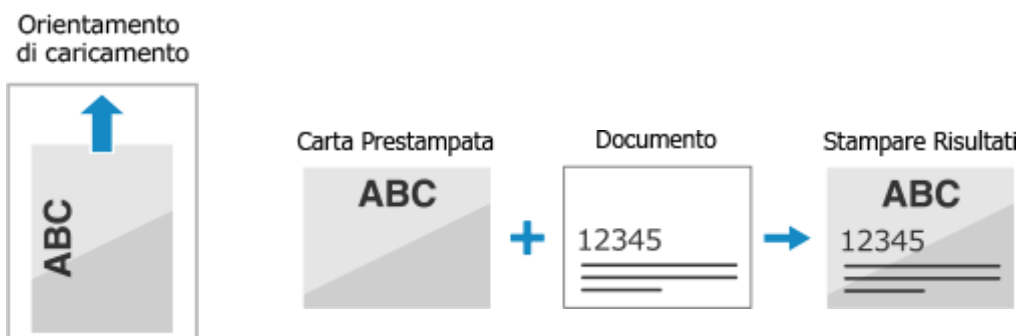 Orientamento
di caricamento
ABC
Carta Prestampata
ABC
Documento
12345
Stampare Risultati
ABC
12345